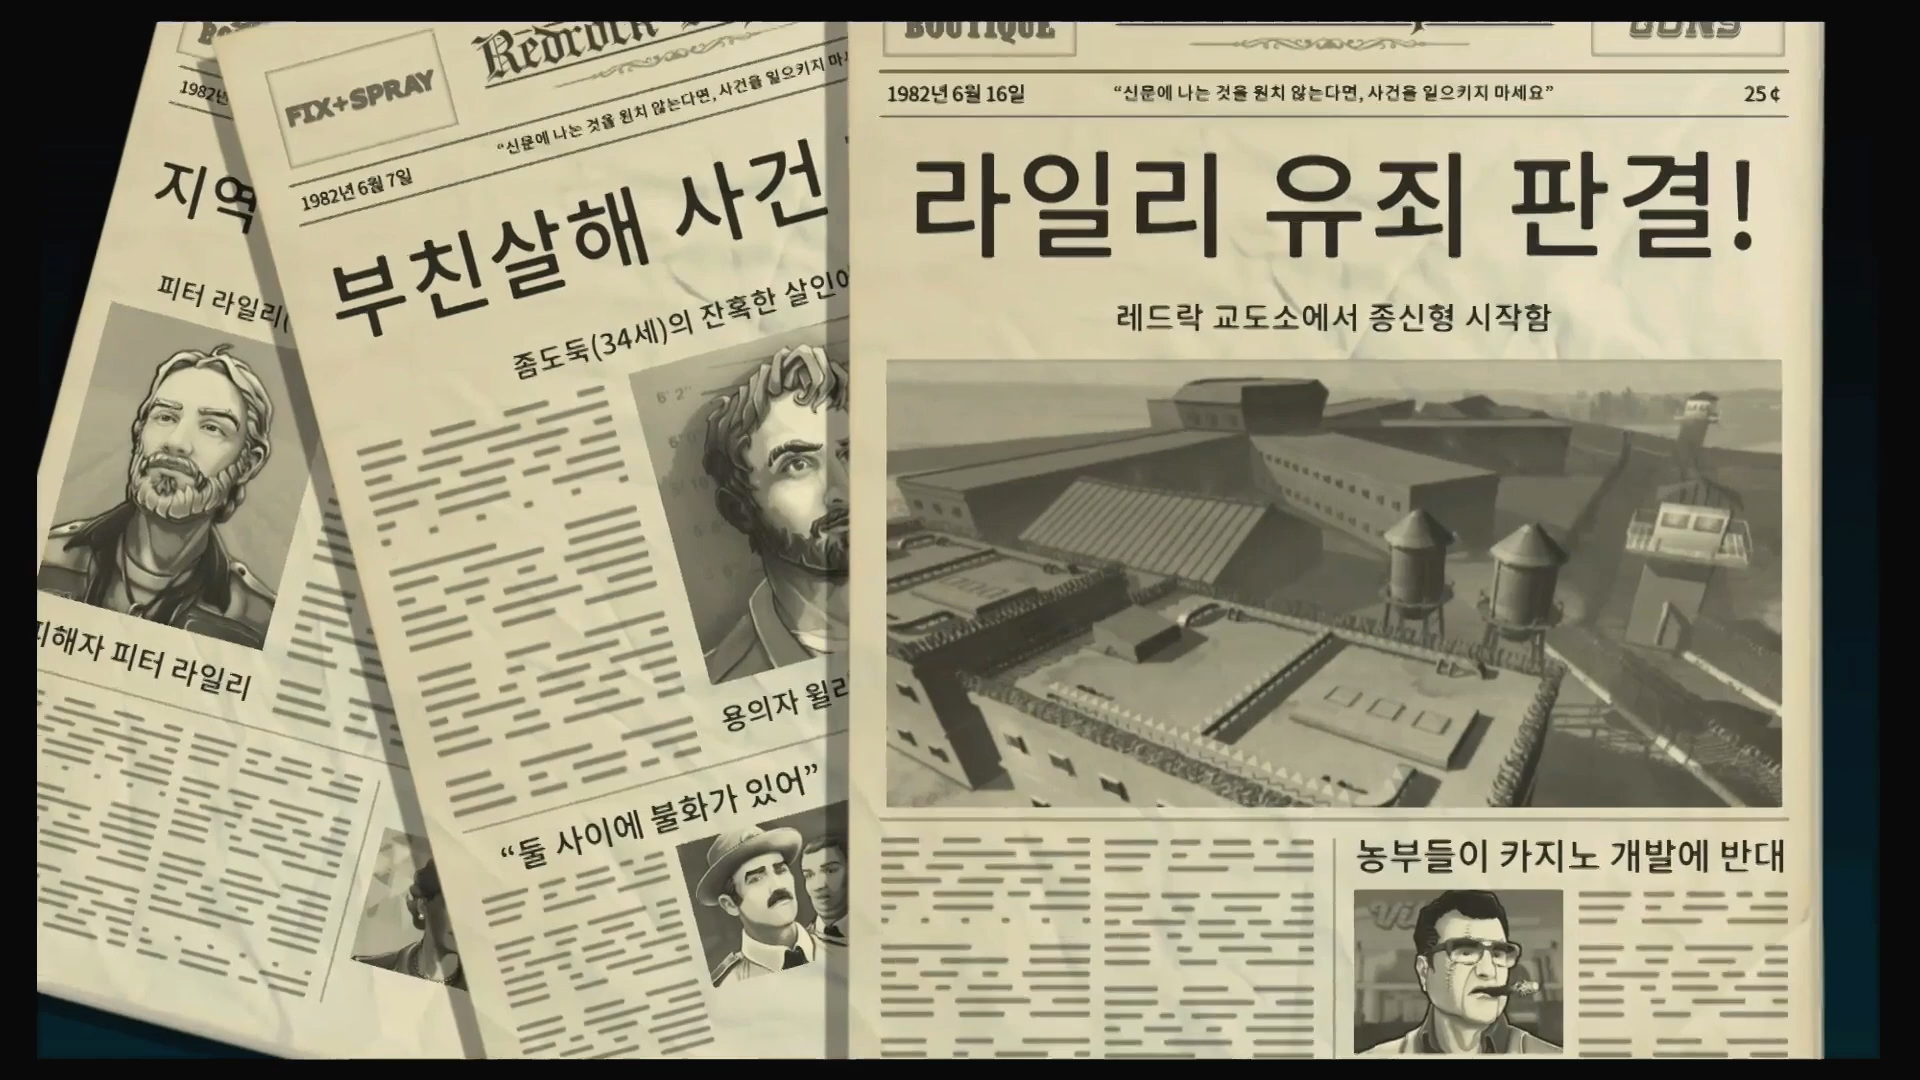 1982년
지역
피터 라일리(
피해자 피터 라일리
FIX+SPRAY
Redrock
1982년 6월 7일
“신문에 나는 것을 원치 않는다면, 사건을 일으키지 마
부친살해 사건
좀도둑(34세)의 잔혹한 살인
6' 2"
용의자 윌리
“둘 사이에 불화가 있어”
BOUTIQUE
GUNS
1982년 6월 16일
“신문에 나는 것을 원치 않는다면, 사건을 일으키지 마세요”
25¢
라일리 유죄 판결!
레드락 교도소에서 종신형 시작함
농부들이 카지노 개발에 반대